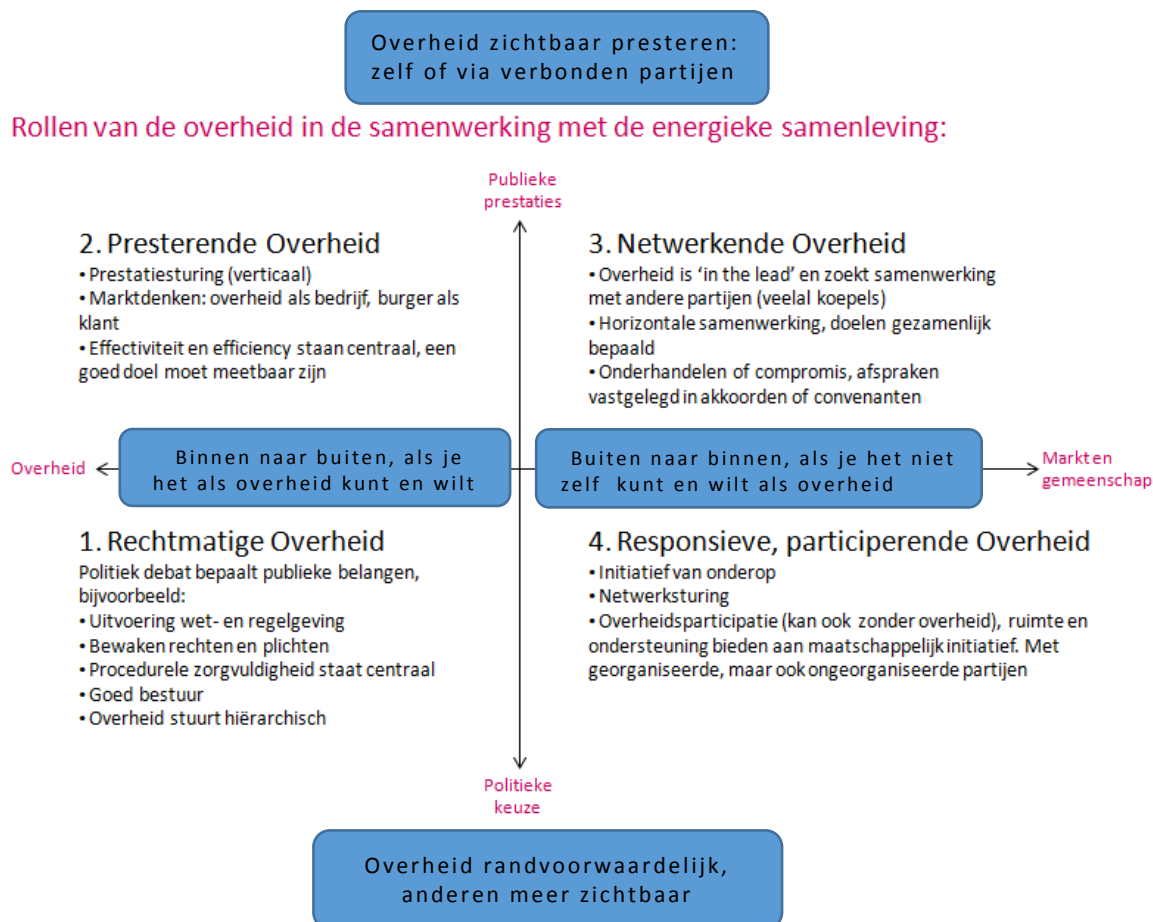 Overheid zichtbaar presteren:
zelf of via verbonden partijen
Rollen van de overheid in de samenwerking met de energieke samenleving:
Publieke
prestaties
2. Presterende Overheid
• Prestatiesturing (verticaal)
• Marktdenken: overheid als bedrijf, burger als
klant
• Effectiviteit en efficiency staan centraal, een
goed doel moet meetbaar zijn
3. Netwerkende Overheid
• Overheid is ‘in the lead’ en zoekt samenwerking
met andere partijen (veelal koepels)
• Horizontale samenwerking, doelen gezamenlijk
bepaald
• Onderhandelen of compromis, afspraken
vastgelegd in akkoorden of convenanten
Overheid
Binnen naar buiten, als je
het als overheid kunt en wilt
Buiten naar binnen, als je het niet
zelf kunt en wilt als overheid
Markt en
gemeenschap
1. Rechtmatige Overheid
Politiek debat bepaalt publieke belangen,
bijvoorbeeld:
• Uitvoering wet- en regelgeving
• Bewaken rechten en plichten
• Procedurele zorgvuldigheid staat centraal
• Goed bestuur
• Overheid stuurt hiërarchisch
4. Responsieve, participerende Overheid
• Initiatief van onderop
• Netwerksturing
• Overheidsparticipatie (kan ook zonder overheid), ruimte en
ondersteuning bieden aan maatschappelijk initiatief. Met
georganiseerde, maar ook ongeorganiseerde partijen
Politieke
keuze
Overheid randvoorwaardelijk,
anderen meer zichtbaar